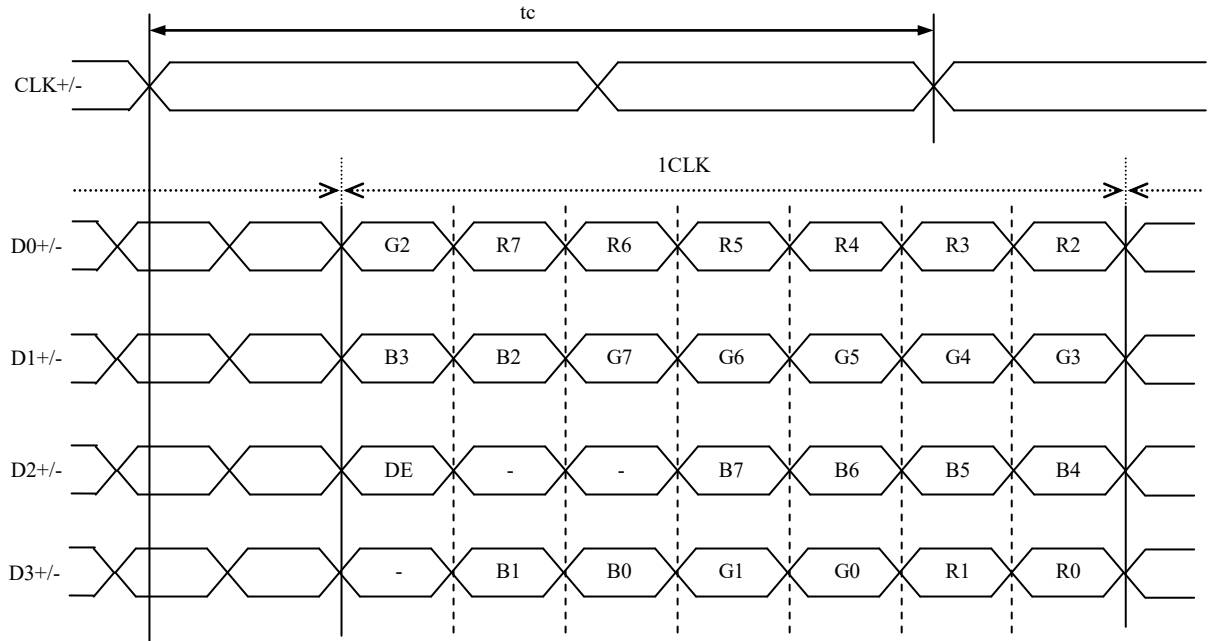 tc
CLK+/-
1CLK
D0+/- G2 R7 R6 R5 R4 R3 R2
D1+/- B3 B2 G7 G6 G5 G4 G3
D2+/- DE - - B7 B6 B5 B4
D3+/- - B1 B0 G1 G0 R1 R0